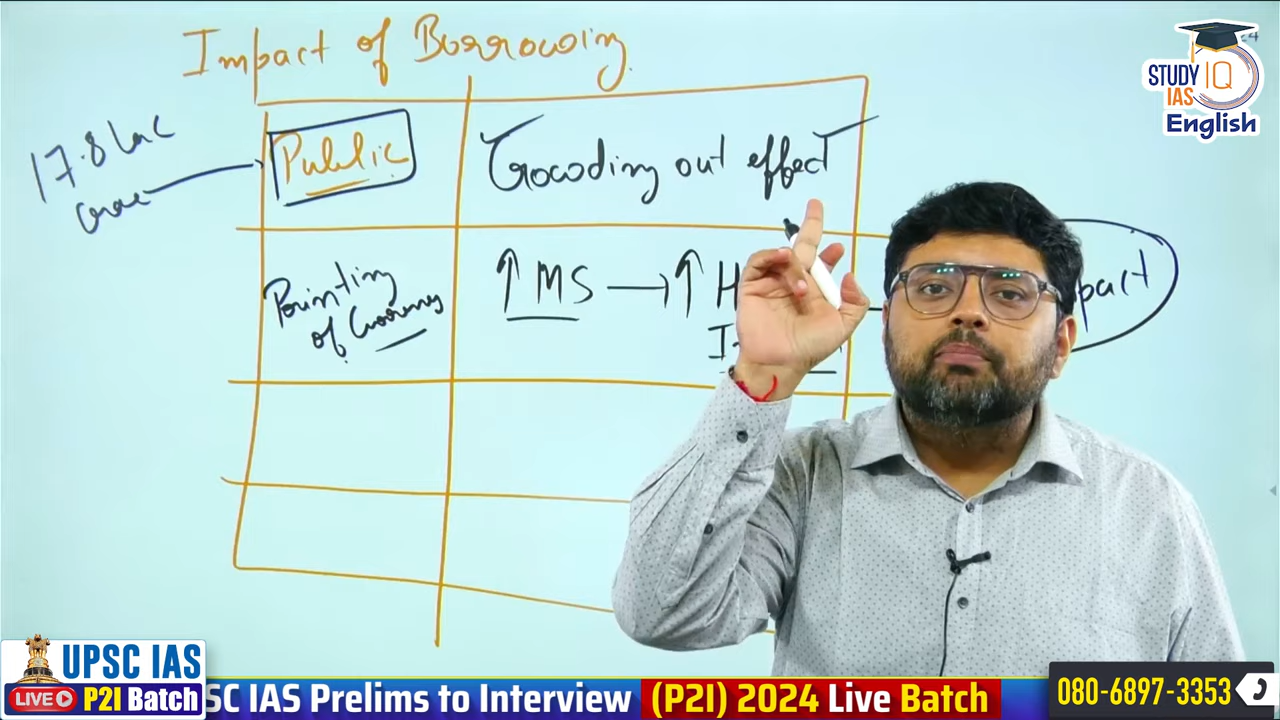 Impact of Borrowing
17.8 Lac
Public
Crowding out effect
Printing
of Currency
↑ MS → ↑ H
I
pact
24
STUDY IQ
IAS
English
UPSC IAS
LIVE P2I Batch
SC IAS Prelims to Interview (P2I) 2024 Live Batch
080-6897-3353